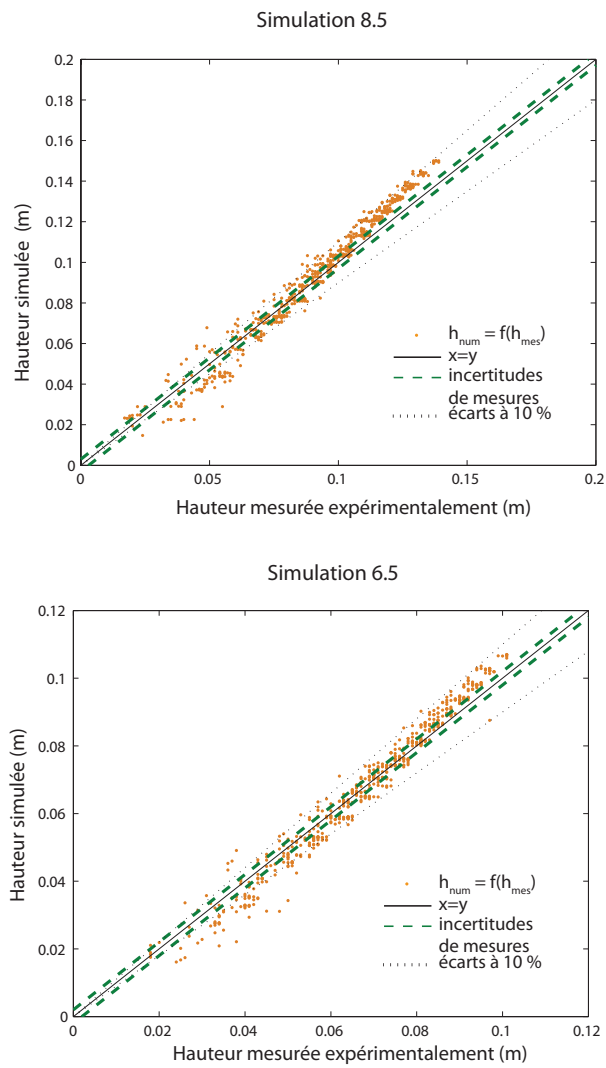 Simulation 8.5
0.2
0.18
0.16
0.14
0.12
0.1
0.08
0.06
0.04
0.02
0
Hauteur simulée (m)
h_num = f(h_mes)
x=y
incertitudes
de mesures
écarts à 10 %
0 0.05 0.1 0.15 0.2
Hauteur mesurée expérimentalement (m)
Simulation 6.5
0.12
0.1
0.08
0.06
0.04
0.02
0
Hauteur simulée (m)
h_num = f(h_mes)
x=y
incertitudes
de mesures
écarts à 10 %
0 0.02 0.04 0.06 0.08 0.1 0.12
Hauteur mesurée expérimentalement (m)